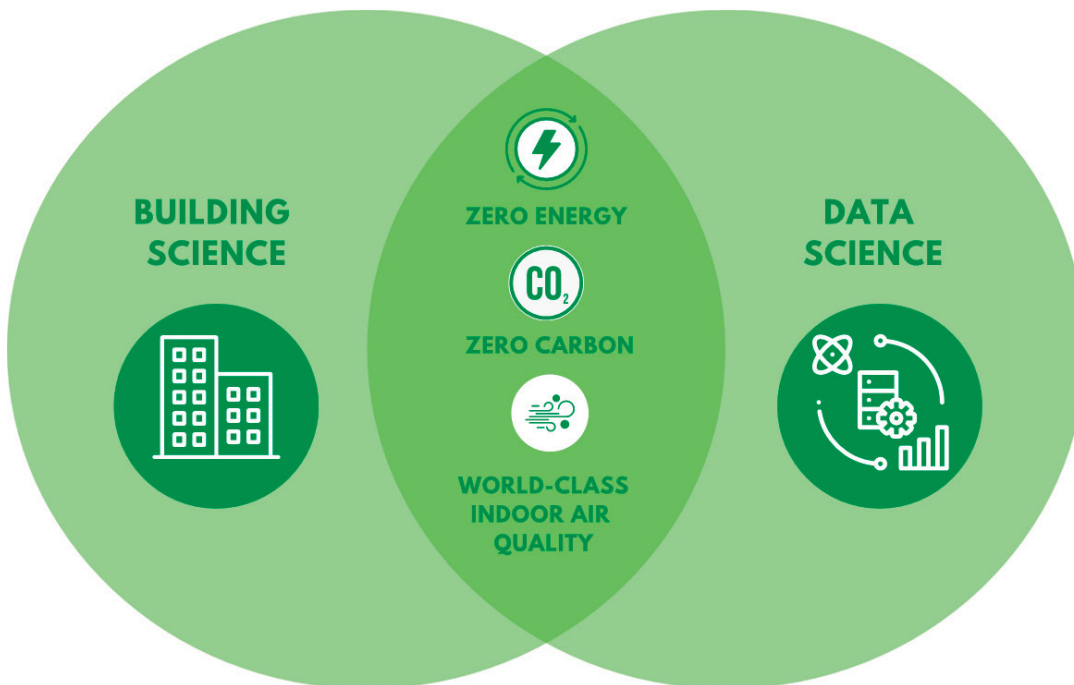 BUILDING
SCIENCE
ZERO ENERGY
CO₂
ZERO CARBON
WORLD-CLASS
INDOOR AIR
QUALITY
DATA
SCIENCE